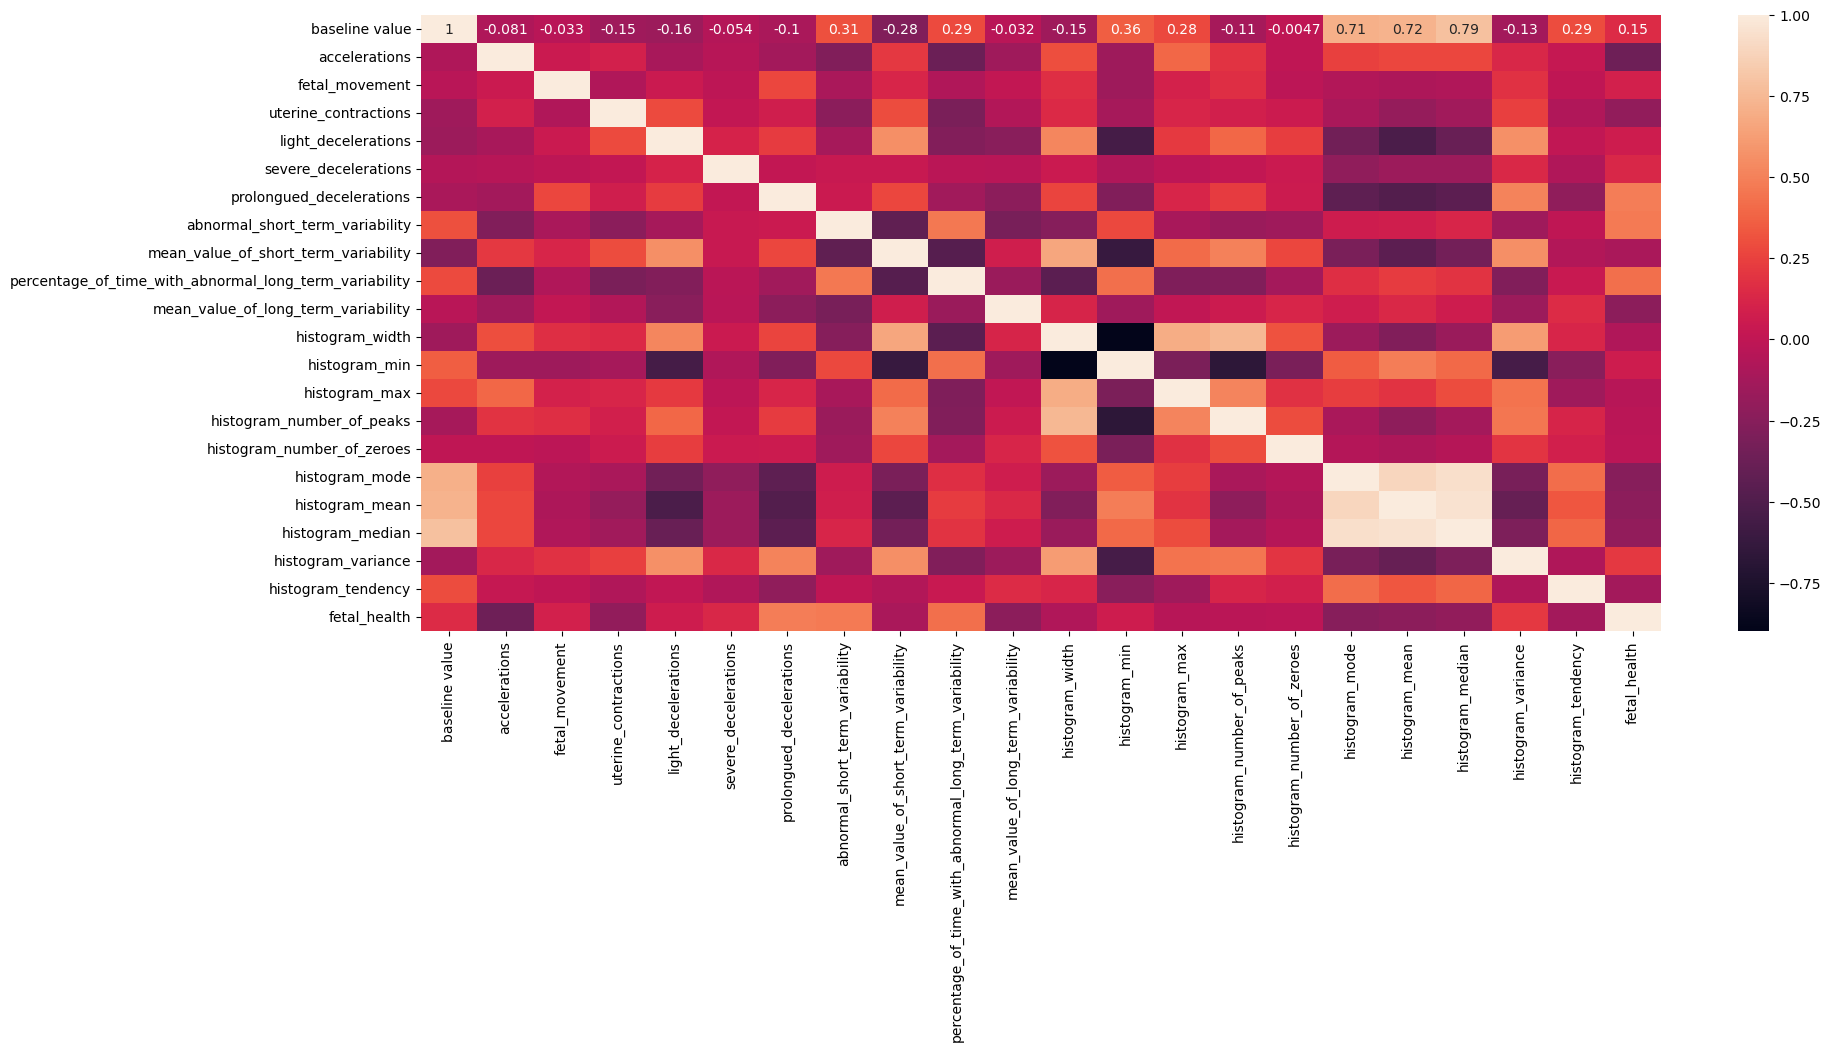 baseline value
1 -0.081 -0.033 -0.15 -0.16 -0.054 -0.1 0.31 -0.28 0.29 -0.032 -0.15 0.36 0.28 -0.11 -0.0047 0.71 0.72 0.79 -0.13 0.29 0.15
accelerations
fetal_movement
uterine_contractions
light_decelerations
severe_decelerations
prolongued_decelerations
abnormal_short_term_variability
mean_value_of_short_term_variability
percentage_of_time_with_abnormal_long_term_variability
mean_value_of_long_term_variability
histogram_width
histogram_min
histogram_max
histogram_number_of_peaks
histogram_number_of_zeroes
histogram_mode
histogram_mean
histogram_median
histogram_variance
histogram_tendency
fetal_health
baseline value
accelerations
fetal_movement
uterine_contractions
light_decelerations
severe_decelerations
prolongued_decelerations
abnormal_short_term_variability
mean_value_of_short_term_variability
percentage_of_time_with_abnormal_long_term_variability
mean_value_of_long_term_variability
histogram_width
histogram_min
histogram_max
histogram_number_of_peaks
histogram_number_of_zeroes
histogram_mode
histogram_mean
histogram_median
histogram_variance
histogram_tendency
fetal_health
1.00
0.75
0.50
0.25
0.00
−0.25
−0.50
−0.75